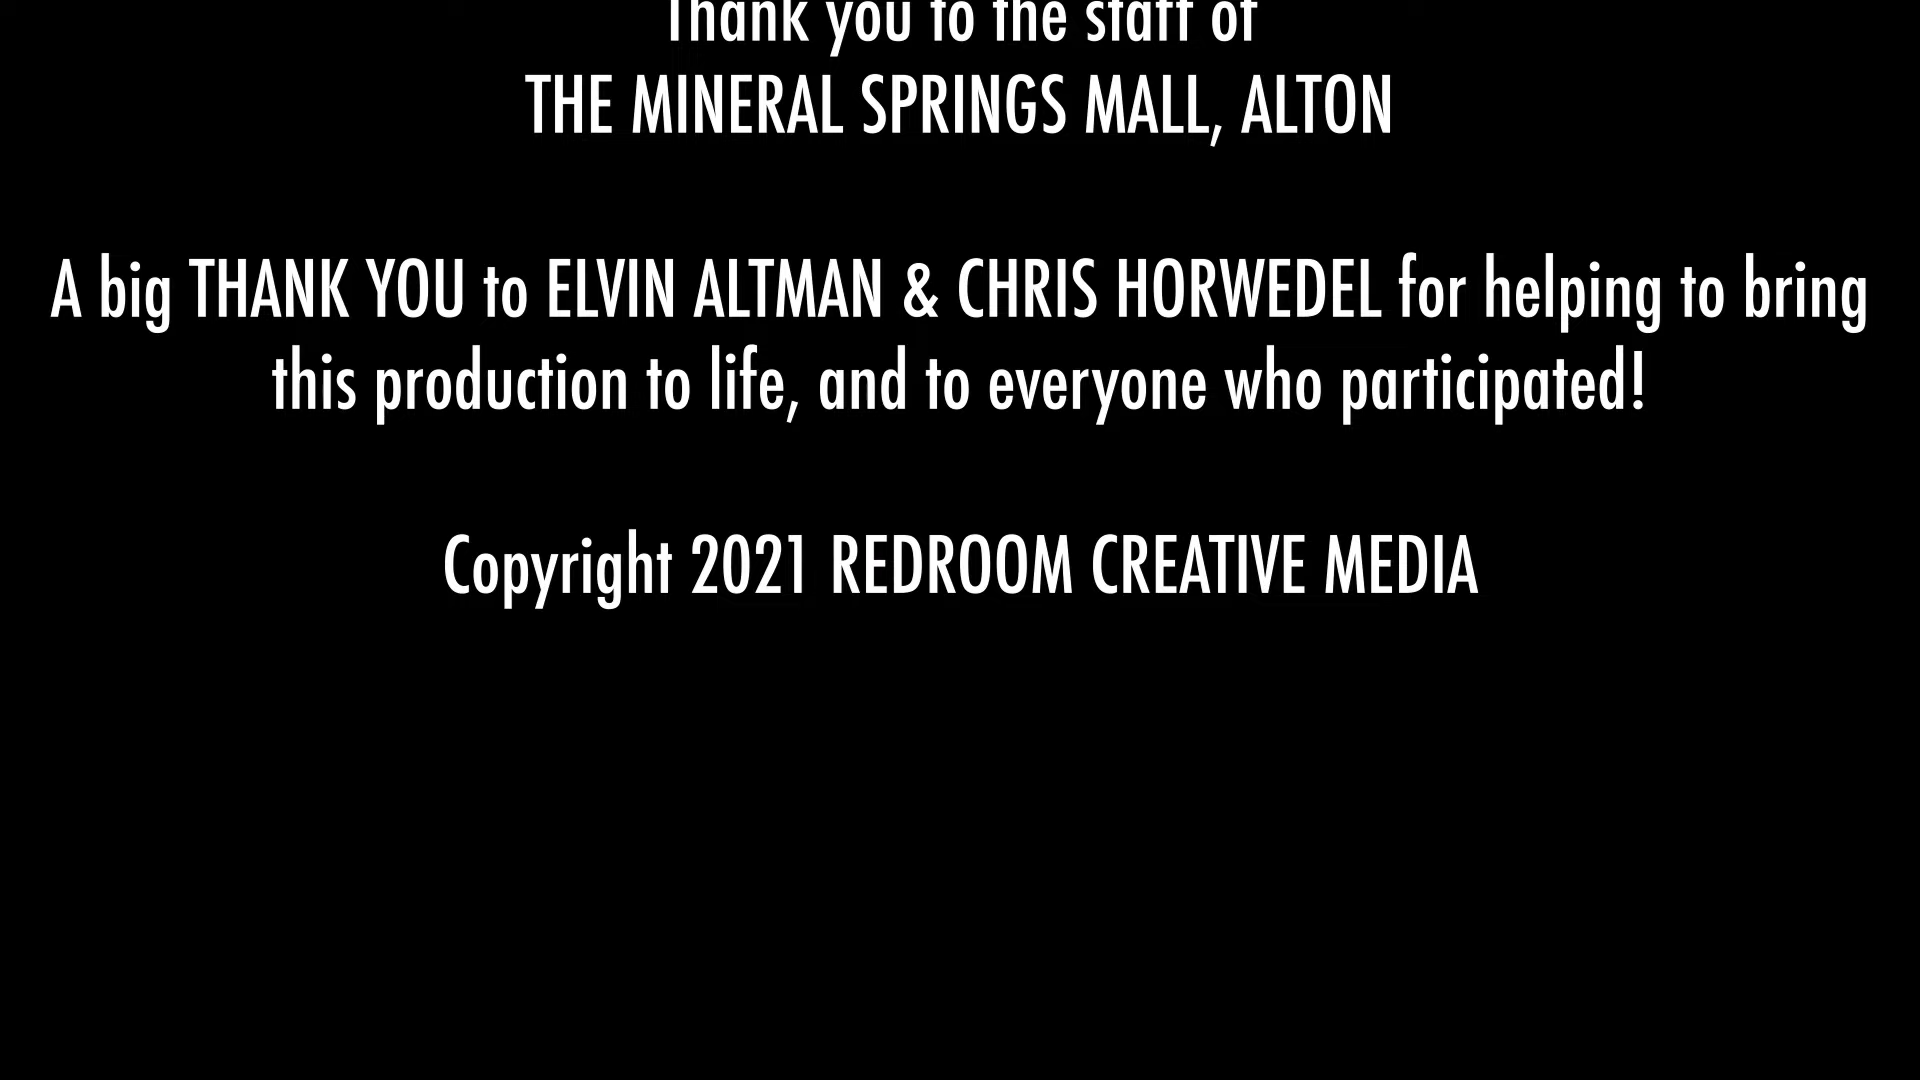 Thank you to the staff of
THE MINERAL SPRINGS MALL, ALTON
A big THANK YOU to ELVIN ALTMAN & CHRIS HORWEDEL for helping to bring
this production to life, and to everyone who participated!
Copyright 2021 REDROOM CREATIVE MEDIA